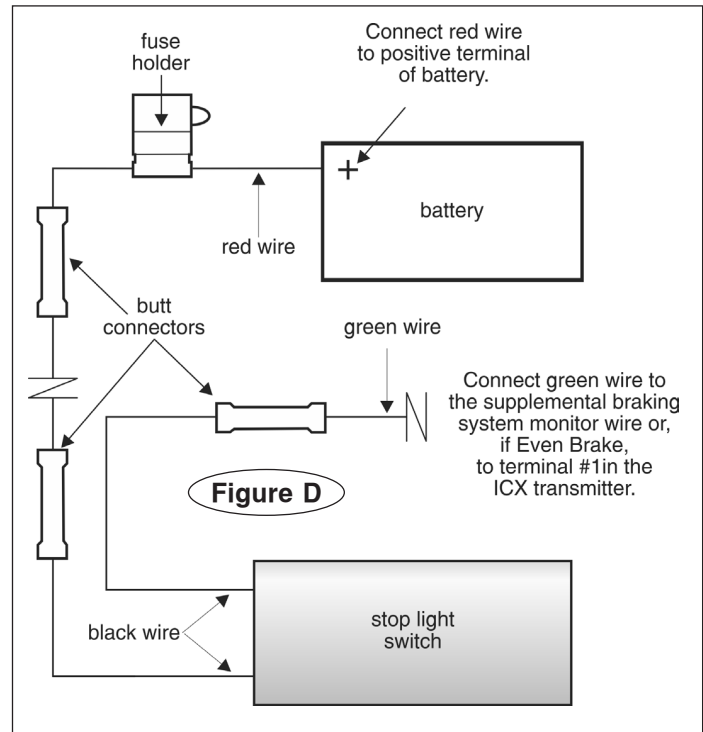 fuse
holder
Connect red wire
to positive terminal
of battery.
+
battery
red wire
butt
connectors
green wire
Connect green wire to
the supplemental braking
system monitor wire or,
if Even Brake,
to terminal #1in the
ICX transmitter.
Figure D
black wire
stop light
switch